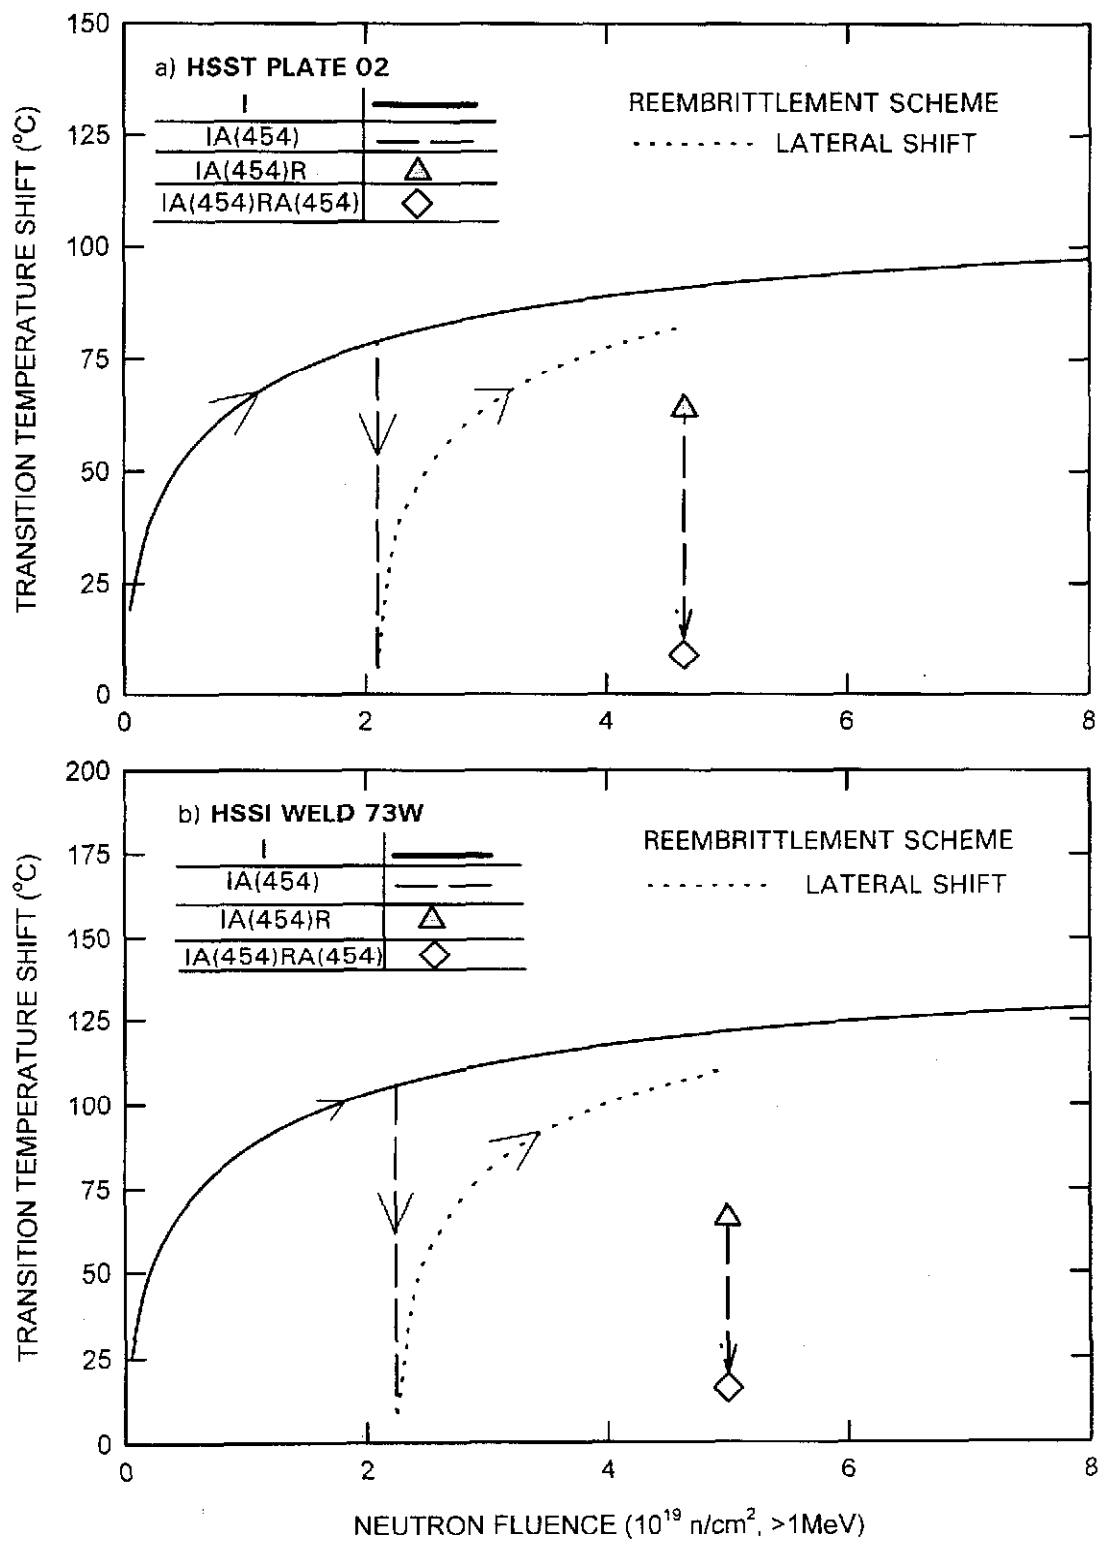 150
a) HSST PLATE 02
I
REEMBRITTLEMENT SCHEME
125
IA(454)
LATERAL SHIFT
IA(454)R
IA(454)RA(454)
100
75
50
25
0
TRANSITION TEMPERATURE SHIFT (°C)
0 2 4 6 8
200
b) HSSI WELD 73W
REEMBRITTLEMENT SCHEME
175
I
IA(454)
LATERAL SHIFT
IA(454)R
150
IA(454)RA(454)
125
100
75
50
25
0
TRANSITION TEMPERATURE SHIFT (°C)
0 2 4 6 8
NEUTRON FLUENCE (10¹⁹ n/cm², >1MeV)